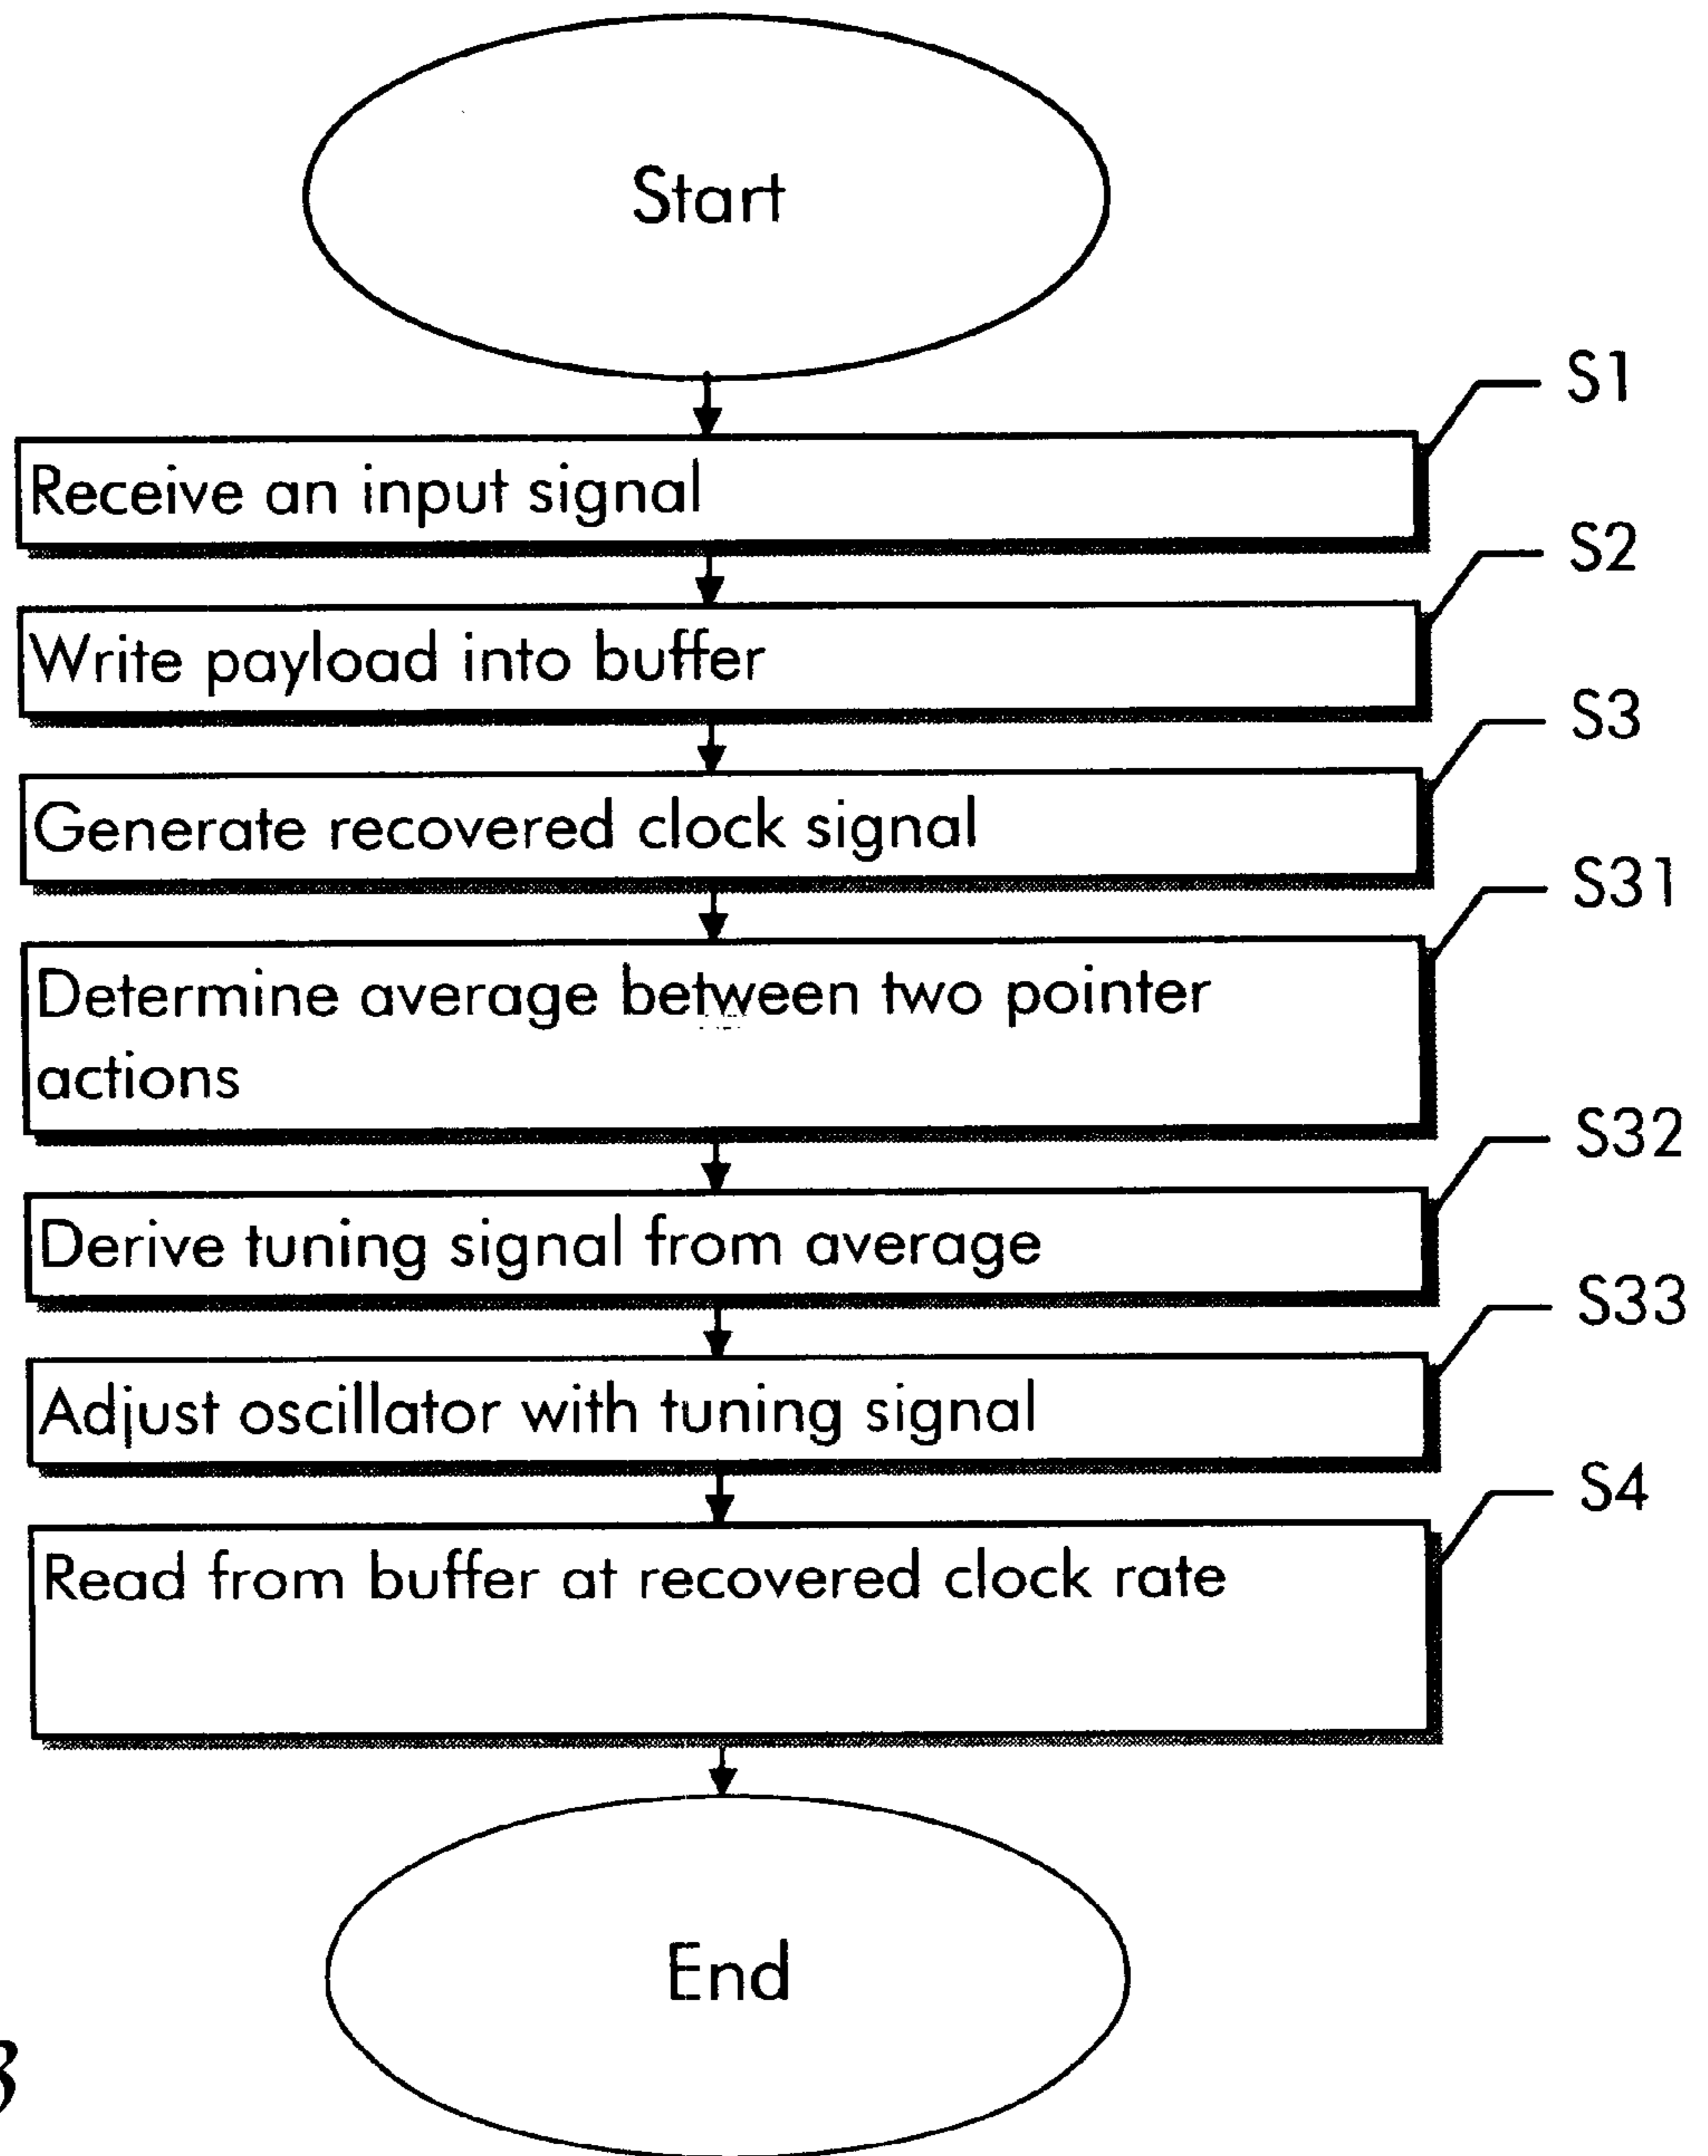 Start
S1
Receive an input signal
S2
Write payload into buffer
S3
Generate recovered clock signal
S31
Determine average between two pointer
actions
S32
Derive tuning signal from average
S33
Adjust oscillator with tuning signal
S4
Read from buffer at recovered clock rate
End